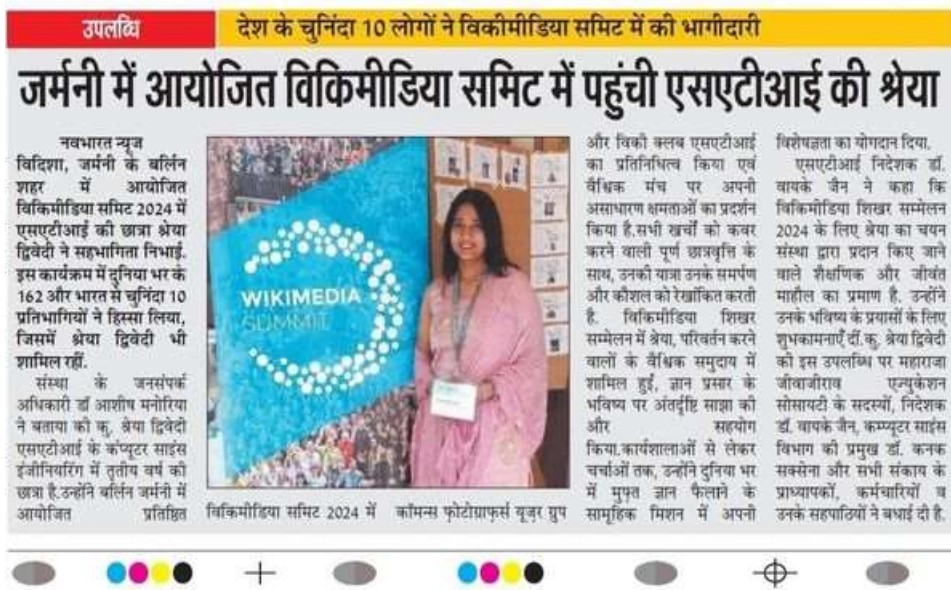 उपलब्धि
देश के चुनिंदा 10 लोगों ने विकीमीडिया समिट में की भागीदारी
जर्मनी में आयोजित विकिमीडिया समिट में पहुंची एसएटीआई की श्रेया
नवभारत न्यूज
विदिशा, जर्मनी के बर्लिन
शहर में आयोजित
विकिमीडिया समिट 2024 में
एसएटीआई की छात्रा श्रेया
द्विवेदी ने सहभागिता निभाई.
इस कार्यक्रम में दुनिया भर के
162 और भारत से चुनिंदा 10
प्रतिभागियों ने हिस्सा लिया,
जिसमें श्रेया द्विवेदी भी
शामिल रहीं.
संस्था के जनसंपर्क
अधिकारी डॉ आशीष मनोरिया
ने बताया की कु. श्रेया द्विवेदी
एसएटीआई के कंप्यूटर साइंस
इंजीनियरिंग में तृतीय वर्ष की
छात्रा है.उन्होंने बर्लिन जर्मनी में
आयोजित प्रतिष्ठित
WIKIMEDIA
SUMMIT
विकिमीडिया समिट 2024 में कॉमन्स फोटोग्राफर्स यूजर ग्रुप
और विकी क्लब एसएटीआई
का प्रतिनिधित्व किया एवं
वैश्विक मंच पर अपनी
असाधारण क्षमताओं का प्रदर्शन
किया है.सभी खर्चों को कवर
करने वाली पूर्ण छात्रवृत्ति के
साथ, उनकी यात्रा उनके समर्पण
और कौशल को रेखांकित करती
है. विकिमीडिया शिखर
सम्मेलन में श्रेया, परिवर्तन करने
वालों के वैश्विक समुदाय में
शामिल हुईं, ज्ञान प्रसार के
भविष्य पर अंतर्दृष्टि साझा की
और सहयोग
किया.कार्यशालाओं से लेकर
चर्चाओं तक, उन्होंने दुनिया भर
में मुफ्त ज्ञान फैलाने के
सामूहिक मिशन में अपनी
विशेषज्ञता का योगदान दिया.
एसएटीआई निदेशक डॉ.
वायके जैन ने कहा कि
विकिमीडिया शिखर सम्मेलन
2024 के लिए श्रेया का चयन
संस्था द्वारा प्रदान किए जाने
वाले शैक्षणिक और जीवंत
माहौल का प्रमाण है. उन्होंने
उनके भविष्य के प्रयासों के लिए
शुभकामनाएँ दीं.कु. श्रेया द्विवेदी
की इस उपलब्धि पर महाराजा
जीवाजीराव एज्यूकेशन
सोसायटी के सदस्यों, निदेशक
डॉ. वायके जैन, कम्प्यूटर साइंस
विभाग की प्रमुख डॉ. कनक
सक्सेना और सभी संकाय के
प्राध्यापकों, कर्मचारियों व
उनके सहपाठियों ने बधाई दी है.